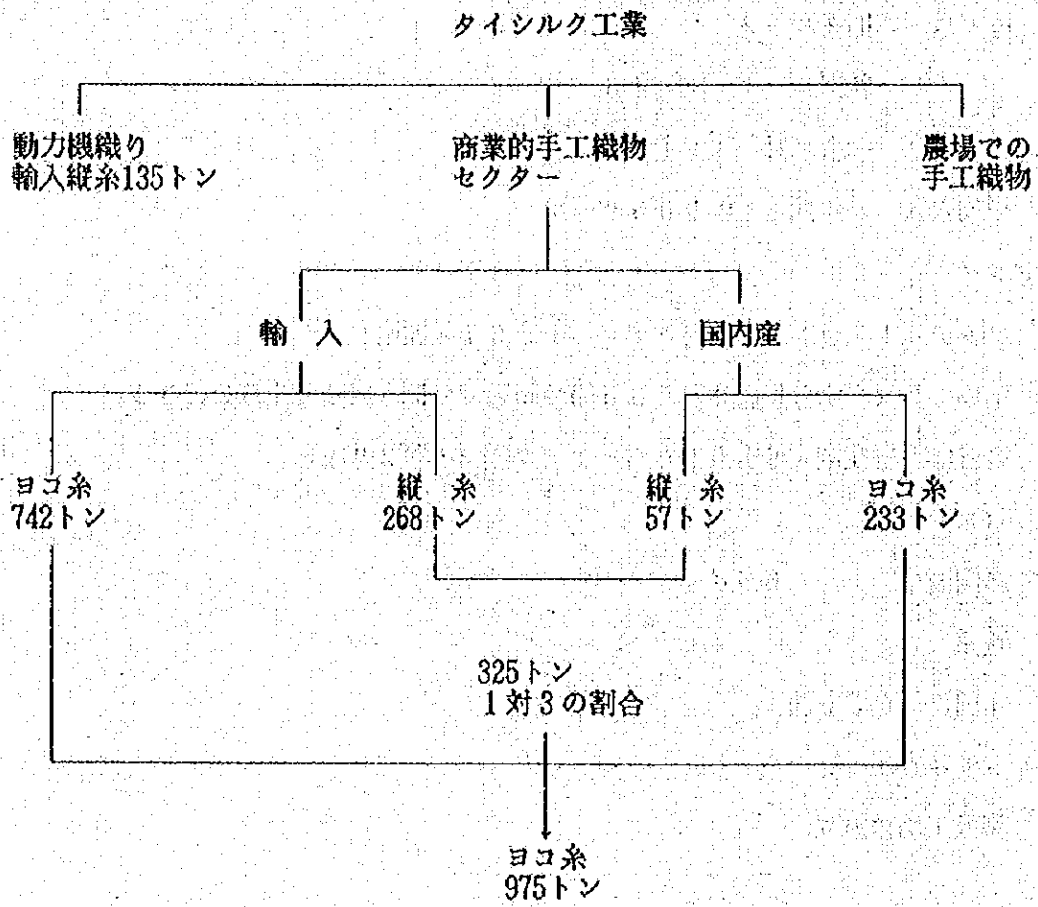 タイシルク工業
動力機織り
輸入縦糸135トン
商業的手工織物
セクター
農場での
手工織物
輸 入
国内産
ヨコ糸
742トン
縦 糸
268トン
縦 糸
57トン
ヨコ糸
233トン
325トン
1対3の割合
ヨコ糸
975トン